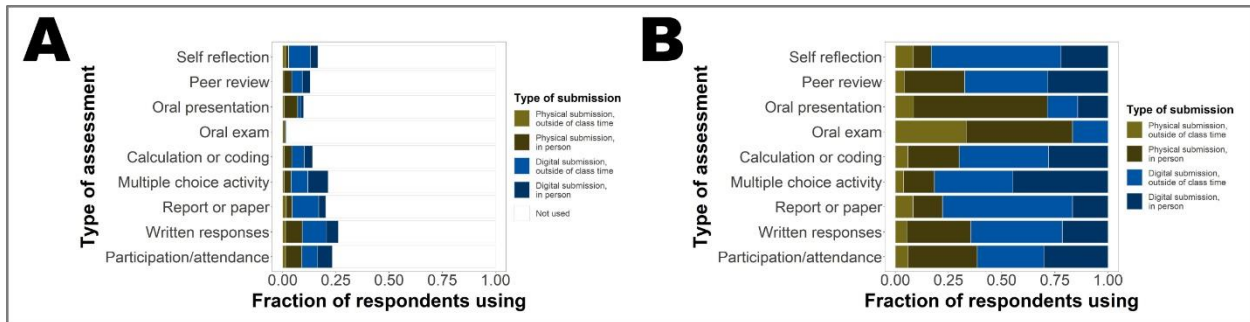 A
Type of assessment
Self reflection
Peer review
Oral presentation
Oral exam
Calculation or coding
Multiple choice activity
Report or paper
Written responses
Participation/attendance
0.00 0.25 0.50 0.75 1.00
Fraction of respondents using
Type of submission
Physical submission,
outside of class time
Physical submission,
in person
Digital submission,
outside of class time
Digital submission,
in person
Not used
B
Type of assessment
Self reflection
Peer review
Oral presentation
Oral exam
Calculation or coding
Multiple choice activity
Report or paper
Written responses
Participation/attendance
0.00 0.25 0.50 0.75 1.00
Fraction of respondents using
Type of submission
Physical submission,
outside of class time
Physical submission,
in person
Digital submission,
outside of class time
Digital submission,
in person